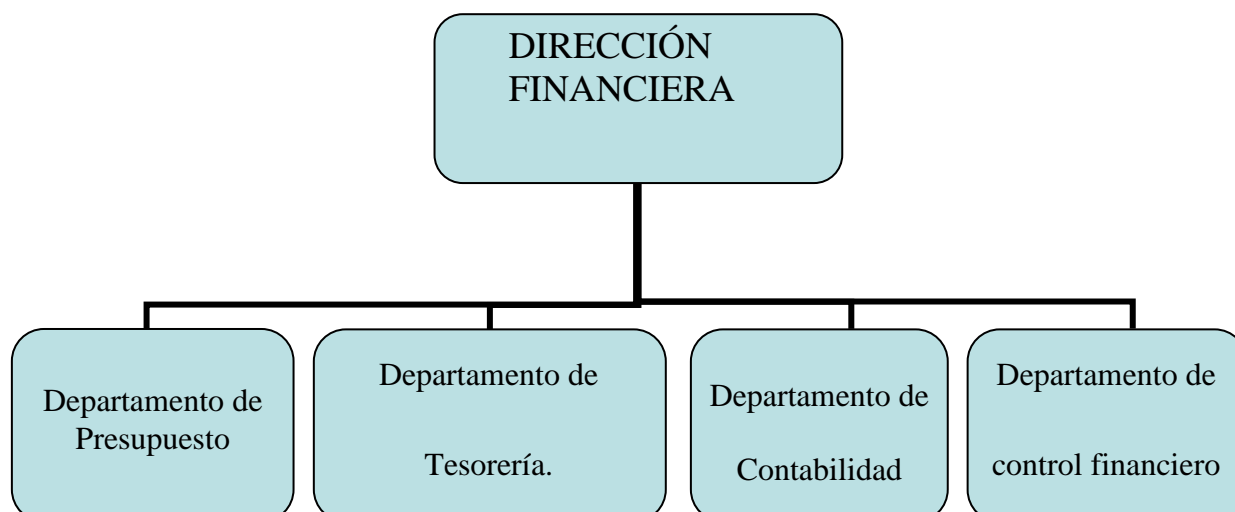 DIRECCIÓN
FINANCIERA
Departamento de
Presupuesto
Departamento de
Tesorería.
Departamento de
Contabilidad
Departamento de
control financiero